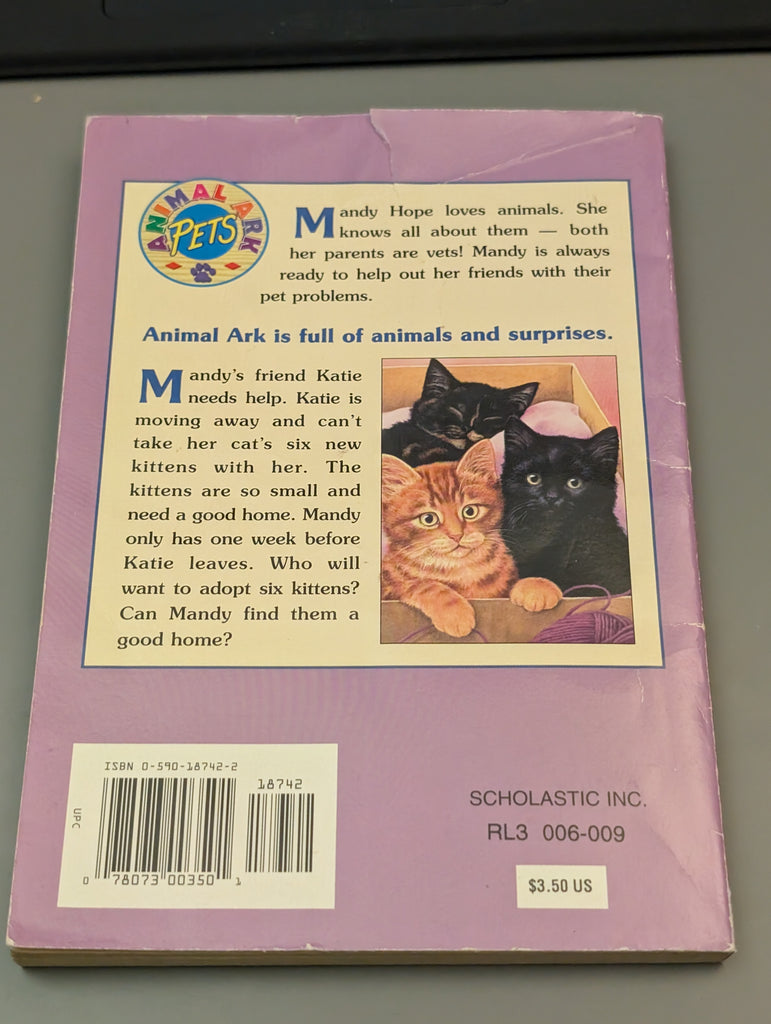 ANIMAL ARK
PETS
Mandy Hope loves animals. She
knows all about them — both
her parents are vets! Mandy is always
ready to help out her friends with their
pet problems.
Animal Ark is full of animals and surprises.
Mandy's friend Katie
needs help. Katie is
moving away and can't
take her cat's six new
kittens with her. The
kittens are so small and
need a good home. Mandy
only has one week before
Katie leaves. Who will
want to adopt six kittens?
Can Mandy find them a
good home?
ISBN 0-590-18742-2
18742
UPC
0 78073 00350 1
SCHOLASTIC INC.
RL3 006-009
$3.50 US